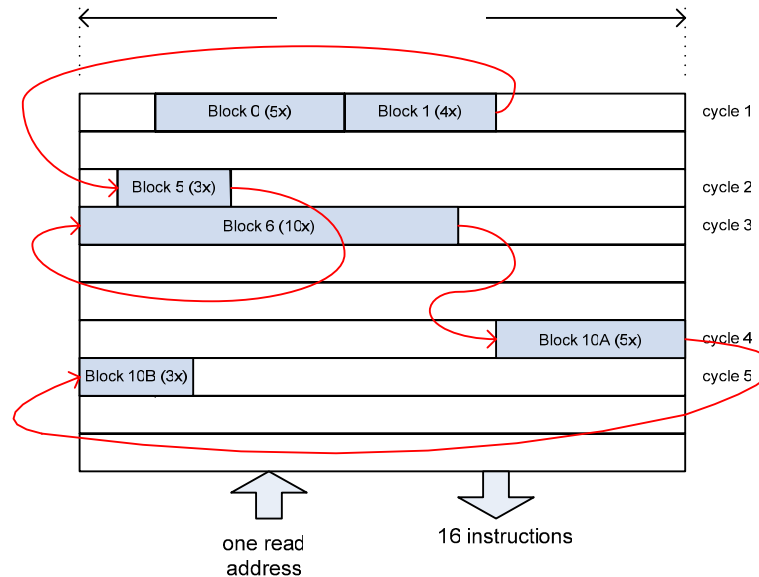 Block 0 (5x) Block 1 (4x) cycle 1
Block 5 (3x) cycle 2
Block 6 (10x) cycle 3
Block 10A (5x) cycle 4
Block 10B (3x) cycle 5
one read
address
16 instructions